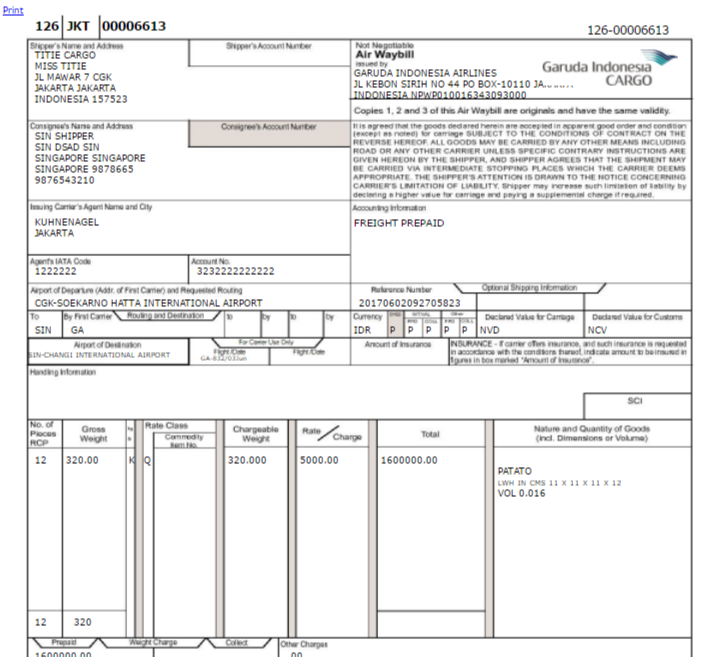 Print
126 JKT 00006613
126-00006613
Shipper's Name and Address
Shipper's Account Number
TITIE CARGO
MISS TITIE
JL MAWAR 7 CGK
JAKARTA JAKARTA
INDONESIA 157523
Not Negotiable
Air Waybill
issued by
Garuda Indonesia
CARGO
GARUDA INDONESIA AIRLINES
JL KEBON SIRIH NO 44 PO BOX-10110
INDONESIA NPWP010016343093000
Copies 1, 2 and 3 of this Air Waybill are originals and have the same validity.
Consignee's Name and Address
Consignee's Account Number
SIN SHIPPER
SIN DSAD SIN
SINGAPORE SINGAPORE
SINGAPORE 9878665
9876543210
It is agreed that the goods declared herein are accepted in apparent good order and condition
(except as noted) for carriage SUBJECT TO THE CONDITIONS OF CONTRACT ON THE
REVERSE HEREOF. ALL GOODS MAY BE CARRIED BY ANY OTHER MEANS INCLUDING
ROAD OR ANY OTHER CARRIER UNLESS SPECIFIC CONTRARY INSTRUCTIONS ARE
GIVEN HEREON BY THE SHIPPER, AND SHIPPER AGREES THAT THE SHIPMENT MAY
BE CARRIED VIA INTERMEDIATE STOPPING PLACES WHICH THE CARRIER DEEMS
APPROPRIATE. THE SHIPPER'S ATTENTION IS DRAWN TO THE NOTICE CONCERNING
CARRIER'S LIMITATION OF LIABILITY. Shipper may increase such limitation of liability by
declaring a higher value for carriage and paying a supplemental charge if required.
Issuing Carrier's Agent Name and City
KUHNENAGEL
JAKARTA
Accounting Information
FREIGHT PREPAID
Agent's IATA Code
1222222
Account No.
3232222222222
Airport of Departure (Addr. of First Carrier) and Requested Routing
CGK-SOEKARNO HATTA INTERNATIONAL AIRPORT
Reference Number
20170602092705823
Optional Shipping Information
To
SIN
By First Carrier
GA
Routing and Destination
to
by
to
by
Currency
IDR
Other
P P P P P
Declared Value for Carriage
NVD
Declared Value for Customs
NCV
Airport of Destination
SIN-CHANGI INTERNATIONAL AIRPORT
For Carrier Use Only
Flight/Date
GA-832/03Jun
Flight/Date
Amount of Insurance
INSURANCE - If carrier offers insurance, and such insurance is requested
in accordance with the conditions thereof, indicate amount to be insured in
figures in box marked "Amount of Insurance".
Handling Information
SCI
No. of Pieces RCP
Gross Weight
Rate Class
Commodity Item No.
Chargeable Weight
Rate / Charge
Total
Nature and Quantity of Goods
(incl. Dimensions or Volume)
12 320.00 K Q 320.000 5000.00 1600000.00
PATATO
LWH IN CMS 11 X 11 X 11 X 12
VOL 0.016
12 320
Prepaid
Weight Charge
Collect
Other Charges
1600000.00
.00